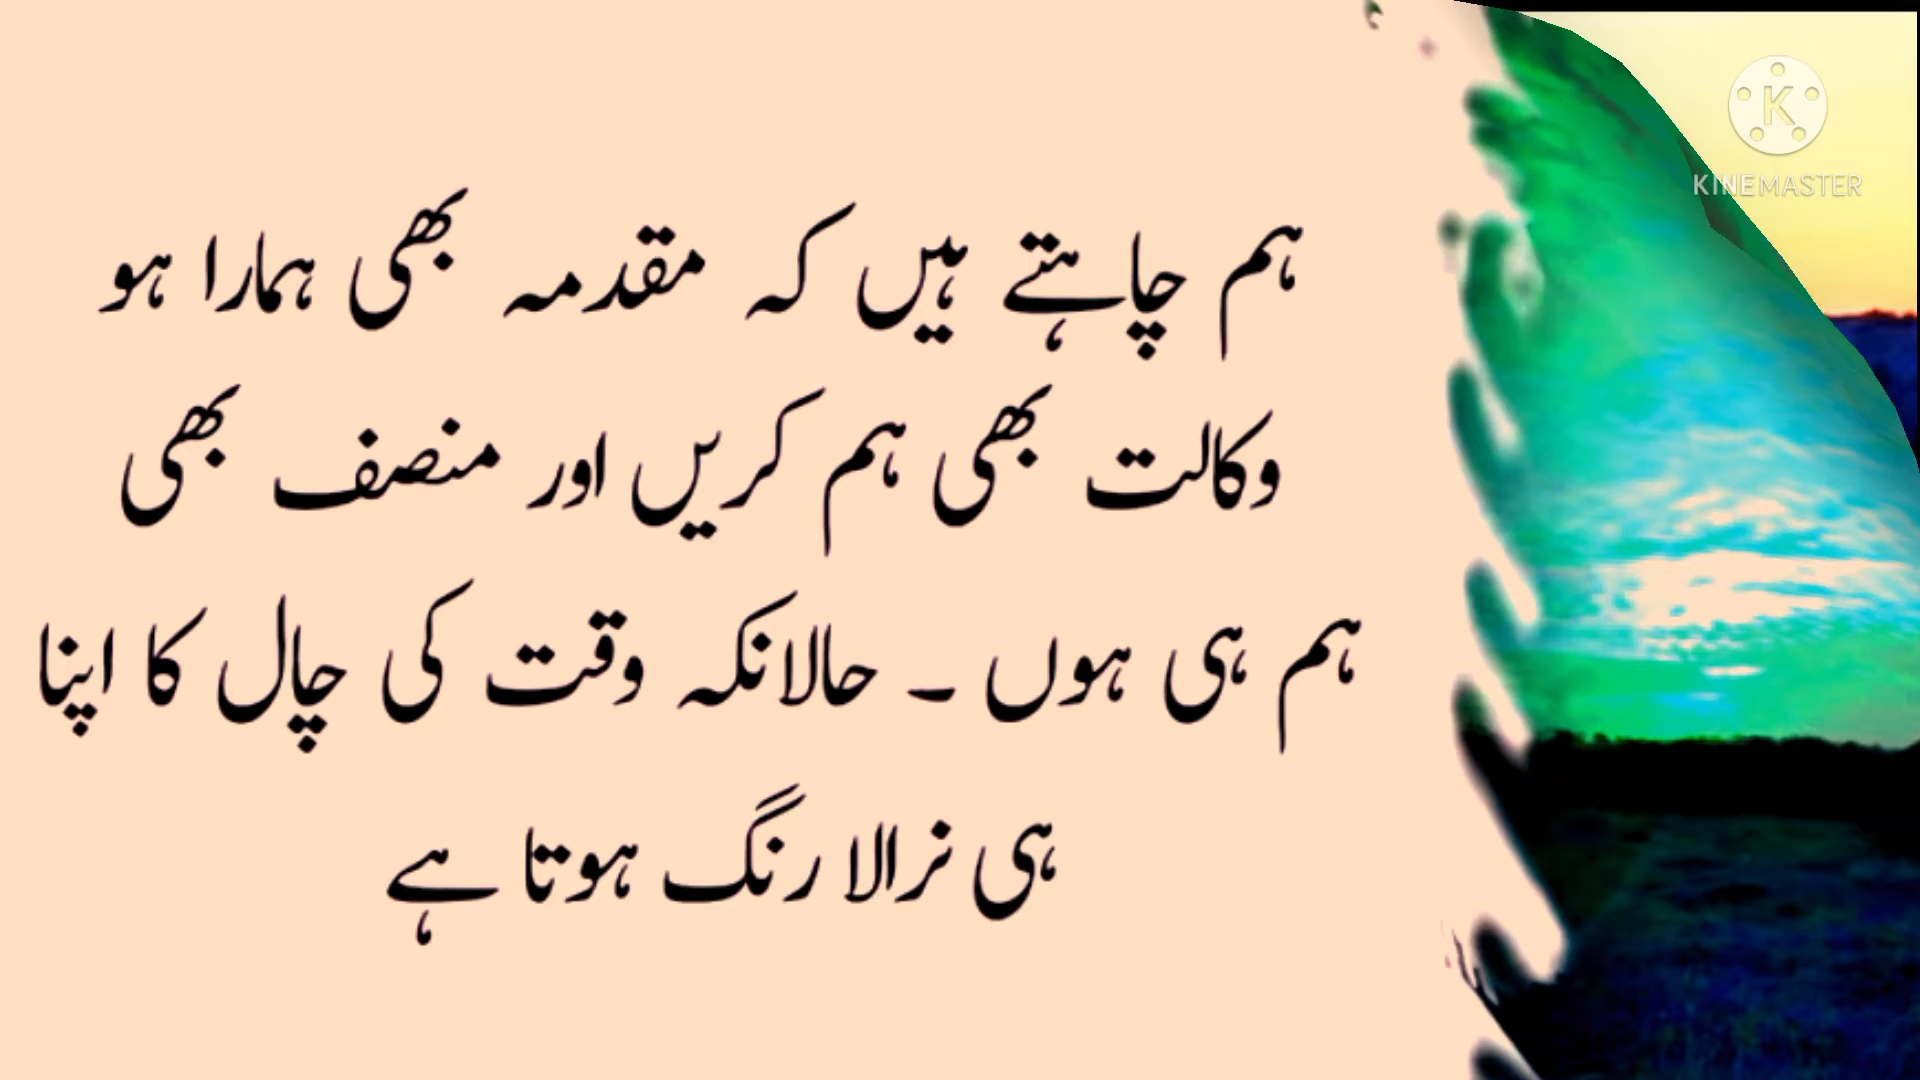 ہم چاہتے ہیں کہ مقدمہ بھی ہمارا ہو
وکالت بھی ہم کریں اور منصف بھی
ہم ہی ہوں ۔ حالانکہ وقت کی چال کا اپنا
ہی نرالا رنگ ہوتا ہے
K
KINEMASTER